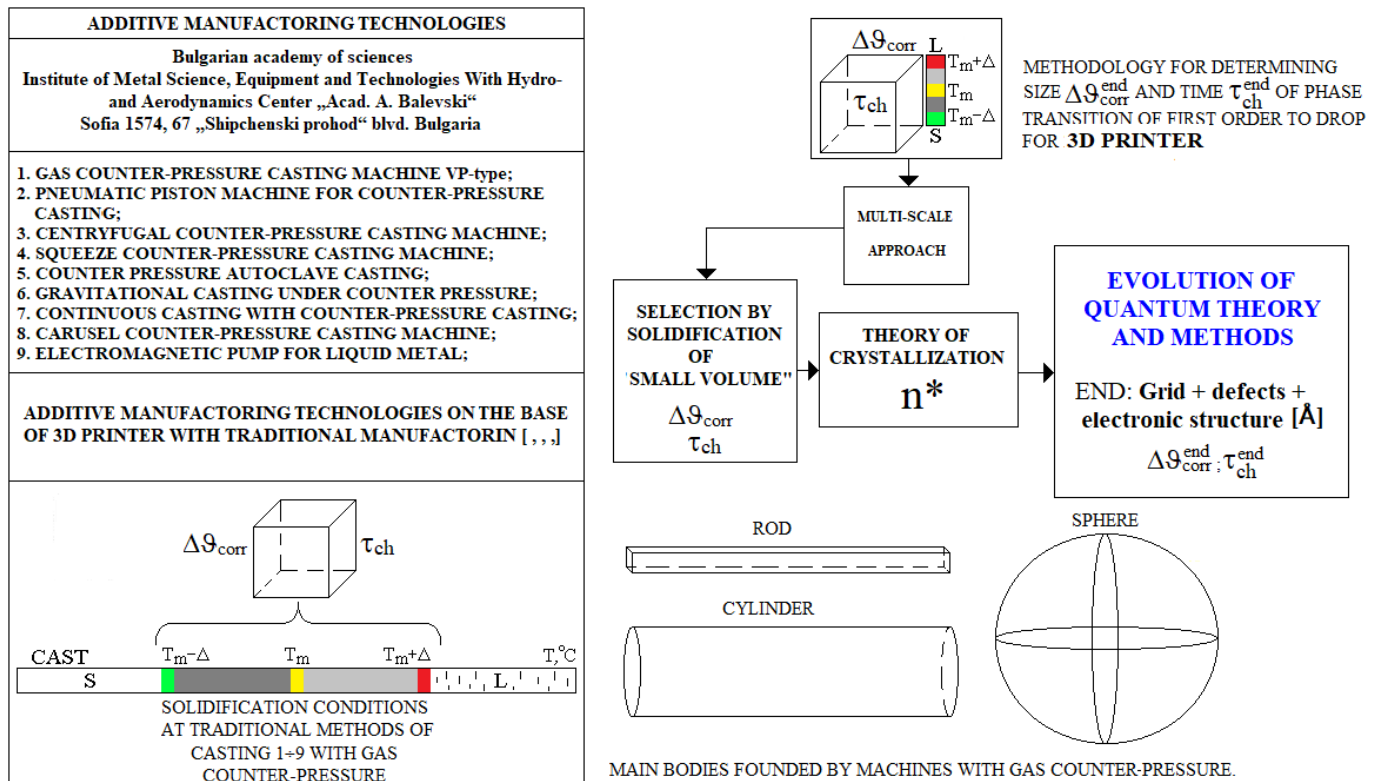 ADDITIVE MANUFACTORING TECHNOLOGIES
Bulgarian academy of sciences
Institute of Metal Science, Equipment and Technologies With Hydro-
and Aerodynamics Center „Acad. A. Balevski“
Sofia 1574, 67 „Shipchenski prohod“ blvd. Bulgaria
1. GAS COUNTER-PRESSURE CASTING MACHINE VP-type;
2. PNEUMATIC PISTON MACHINE FOR COUNTER-PRESSURE
CASTING;
3. CENTRYFUGAL COUNTER-PRESSURE CASTING MACHINE;
4. SQUEEZE COUNTER-PRESSURE CASTING MACHINE;
5. COUNTER PRESSURE AUTOCLAVE CASTING;
6. GRAVITATIONAL CASTING UNDER COUNTER PRESSURE;
7. CONTINUOUS CASTING WITH COUNTER-PRESSURE CASTING;
8. CARUSEL COUNTER-PRESSURE CASTING MACHINE;
9. ELECTROMAGNETIC PUMP FOR LIQUID METAL;
ADDITIVE MANUFACTORING TECHNOLOGIES ON THE BASE
OF 3D PRINTER WITH TRADITIONAL MANUFACTORIN [ , , ,]
Δϑcorr τch
CAST Tm−Δ Tm Tm+Δ T,°C
S L
SOLIDIFICATION CONDITIONS
AT TRADITIONAL METHODS OF
CASTING 1÷9 WITH GAS
COUNTER-PRESSURE
Δϑcorr L
Tm+Δ
τch Tm
Tm−Δ
S
METHODOLOGY FOR DETERMINING
SIZE Δϑcorr^end AND TIME τch^end OF PHASE
TRANSITION OF FIRST ORDER TO DROP
FOR 3D PRINTER
MULTI-SCALE
APPROACH
SELECTION BY
SOLIDIFICATION
OF
"SMALL VOLUME"
Δϑcorr
τch
THEORY OF
CRYSTALLIZATION
n*
EVOLUTION OF
QUANTUM THEORY
AND METHODS
END: Grid + defects +
electronic structure [Å]
Δϑcorr^end ; τch^end
ROD
SPHERE
CYLINDER
MAIN BODIES FOUNDED BY MACHINES WITH GAS COUNTER-PRESSURE.